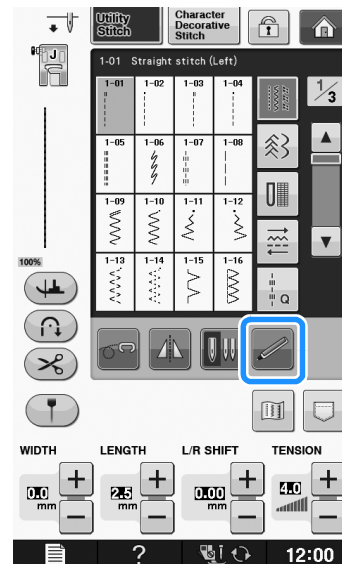 Utility
Stitch
Character
Decorative
Stitch
J
1-01 Straight stitch (Left)
1/3
1-01 1-02 1-03 1-04
1-05 1-06 1-07 1-08
1-09 1-10 1-11 1-12
1-13 1-14 1-15 1-16
Q
100%
WIDTH LENGTH L/R SHIFT TENSION
0.0 mm + − 2.5 mm + − 0.00 mm + − 4.0 + −
? 12:00